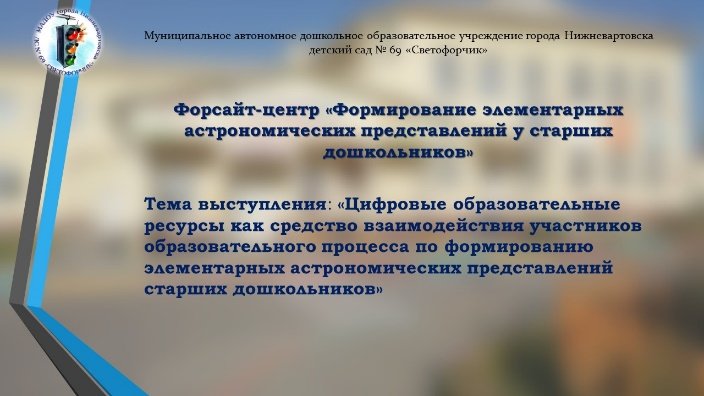 Муниципальное автономное дошкольное образовательное учреждение города Нижневартовска
детский сад № 69 «Светофорчик»
Форсайт-центр «Формирование элементарных
астрономических представлений у старших
дошкольников»
Тема выступления: «Цифровые образовательные
ресурсы как средство взаимодействия участников
образовательного процесса по формированию
элементарных астрономических представлений
старших дошкольников»